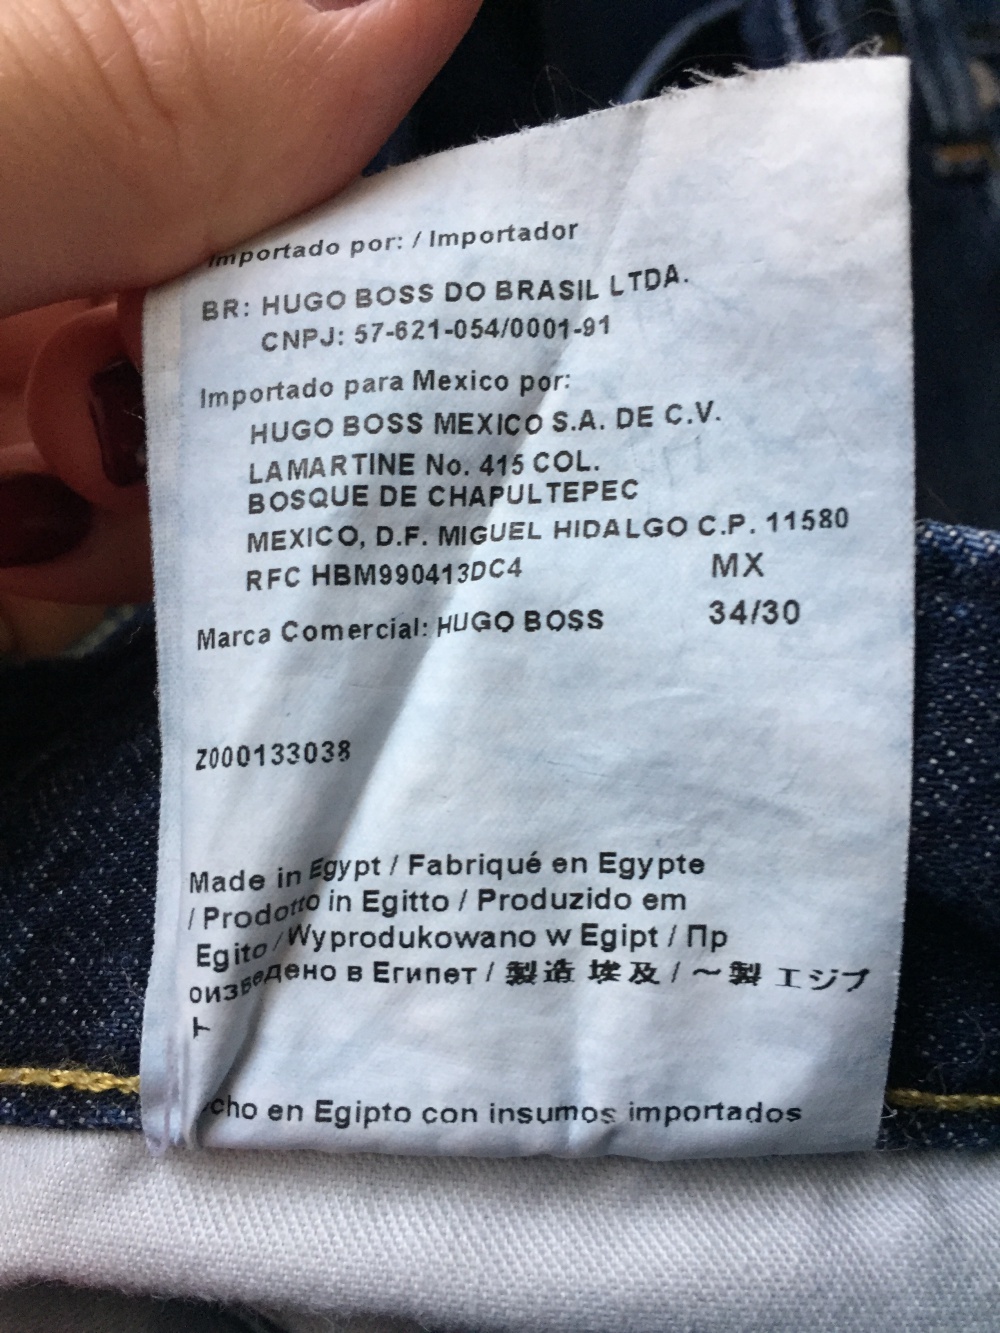 Importado por: / Importador
BR: HUGO BOSS DO BRASIL LTDA.
CNPJ: 57-621-054/0001-91
Importado para Mexico por:
HUGO BOSS MEXICO S.A. DE C.V.
LAMARTINE No. 415 COL.
BOSQUE DE CHAPULTEPEC
MEXICO, D.F. MIGUEL HIDALGO C.P. 11580
RFC HBM990413DC4 MX
Marca Comercial: HUGO BOSS 34/30
Z000133038
Made in Egypt / Fabriqué en Egypte
/ Prodotto in Egitto / Produzido em
Egito / Wyprodukowano w Egipt / Пр
оизведено в Египет / 製造 埃及 / ～製 エジプ
ト
cho en Egipto con insumos importados